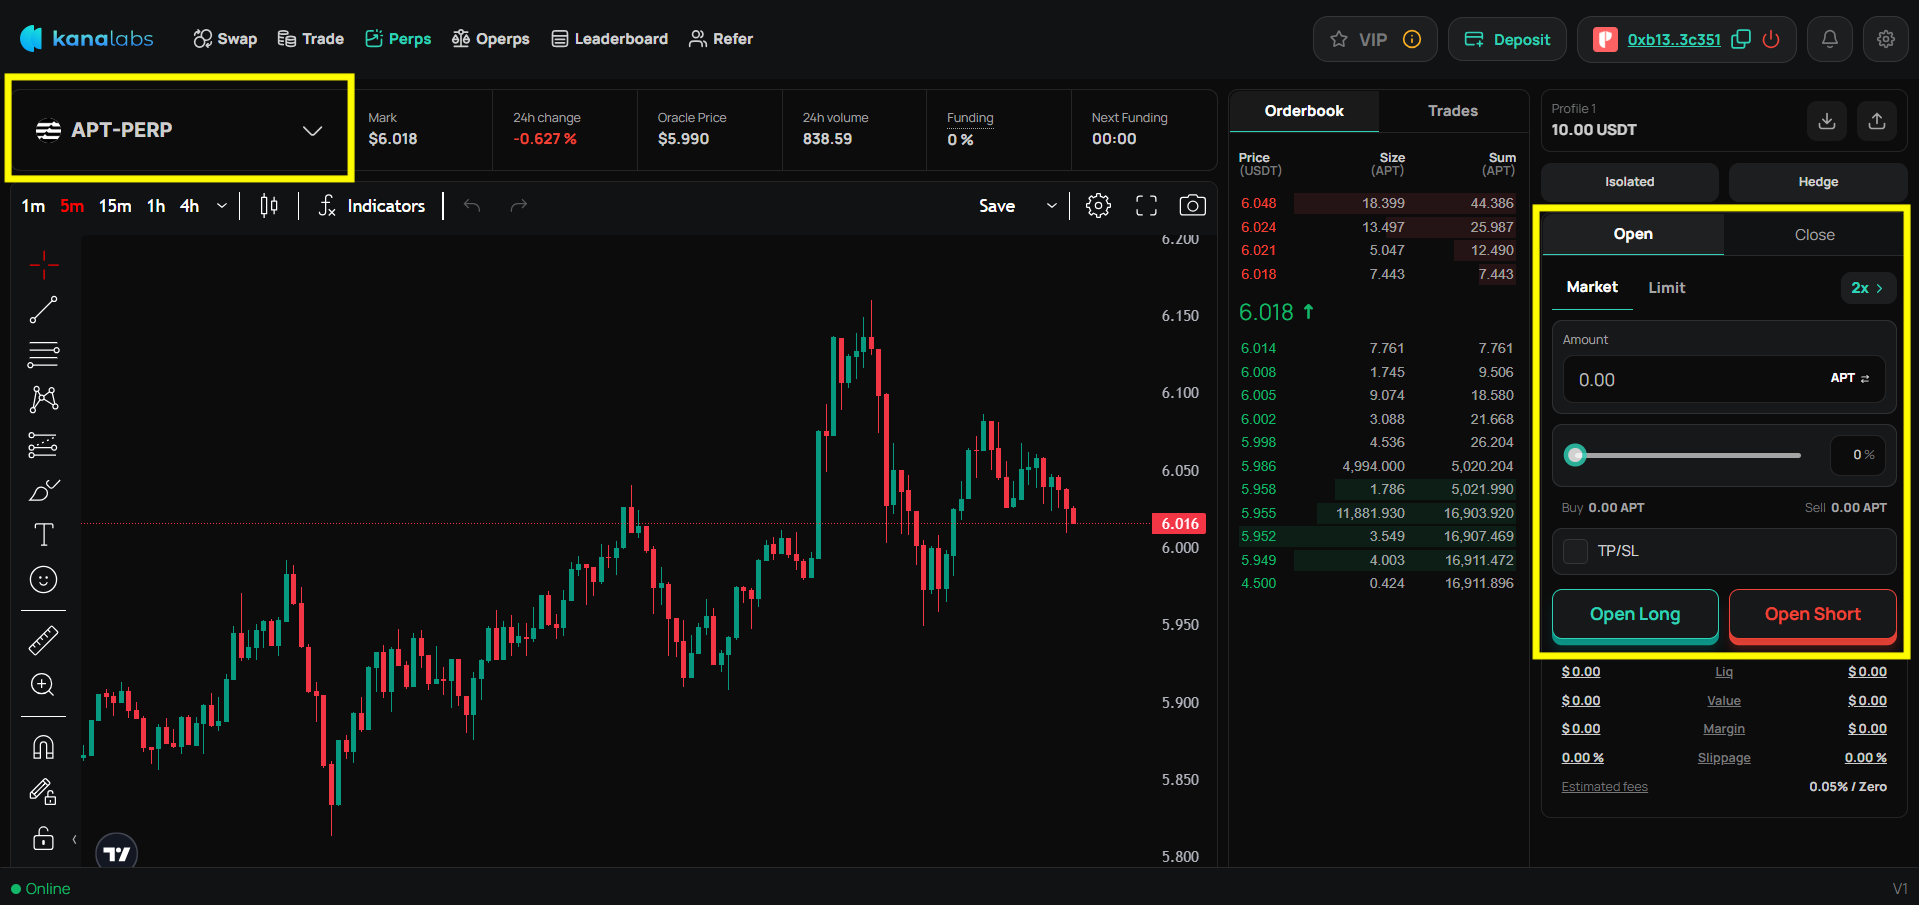 kanalabs Swap Trade Perps Operps Leaderboard Refer VIP Deposit 0xb13..3c351
APT-PERP
Mark
$6.018
24h change
-0.627 %
Oracle Price
$5.990
24h volume
838.59
Funding
0 %
Next Funding
00:00
1m 5m 15m 1h 4h Indicators Save
6.200
6.150
6.100
6.050
6.016
6.000
5.950
5.900
5.850
5.800
Orderbook Trades
Price Size Sum
(USDT) (APT) (APT)
6.048 18.399 44.386
6.024 13.497 25.987
6.021 5.047 12.490
6.018 7.443 7.443
6.018 ↑
6.014 7.761 7.761
6.008 1.745 9.506
6.005 9.074 18.580
6.002 3.088 21.668
5.998 4.536 26.204
5.986 4,994.000 5,020.204
5.958 1.786 5,021.990
5.955 11,881.930 16,903.920
5.952 3.549 16,907.469
5.949 4.003 16,911.472
4.500 0.424 16,911.896
Profile 1
10.00 USDT
Isolated Hedge
Open Close
Market Limit 2x >
Amount
0.00 APT
0 %
Buy 0.00 APT Sell 0.00 APT
TP/SL
Open Long Open Short
$ 0.00 Liq $ 0.00
$ 0.00 Value $ 0.00
$ 0.00 Margin $ 0.00
0.00 % Slippage 0.00 %
Estimated fees 0.05% / Zero
Online V1